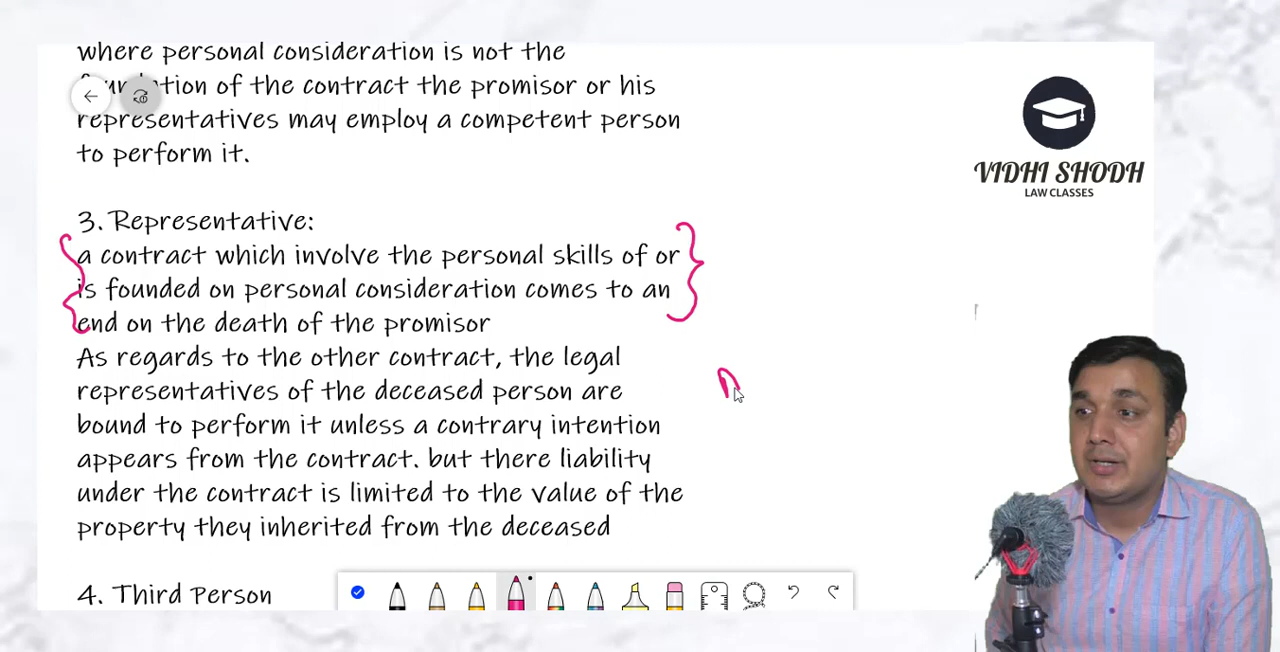 where personal consideration is not the
foundation of the contract the promisor or his
representatives may employ a competent person
to perform it.
3. Representative:
a contract which involve the personal skills of or
is founded on personal consideration comes to an
end on the death of the promisor
As regards to the other contract, the legal
representatives of the deceased person are
bound to perform it unless a contrary intention
appears from the contract. but there liability
under the contract is limited to the value of the
property they inherited from the deceased
4. Third Person
VIDHI SHODH
LAW CLASSES